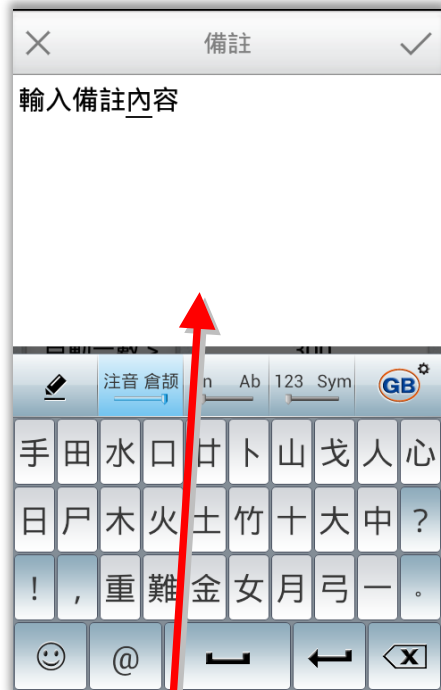 備註
輸入備註內容
注音 倉頡 Ab 123 Sym GB
手 田 水 口 廿 卜 山 戈 人 心
日 尸 木 火 土 竹 十 大 中 ?
! , 重 難 金 女 月 弓 一 。
@